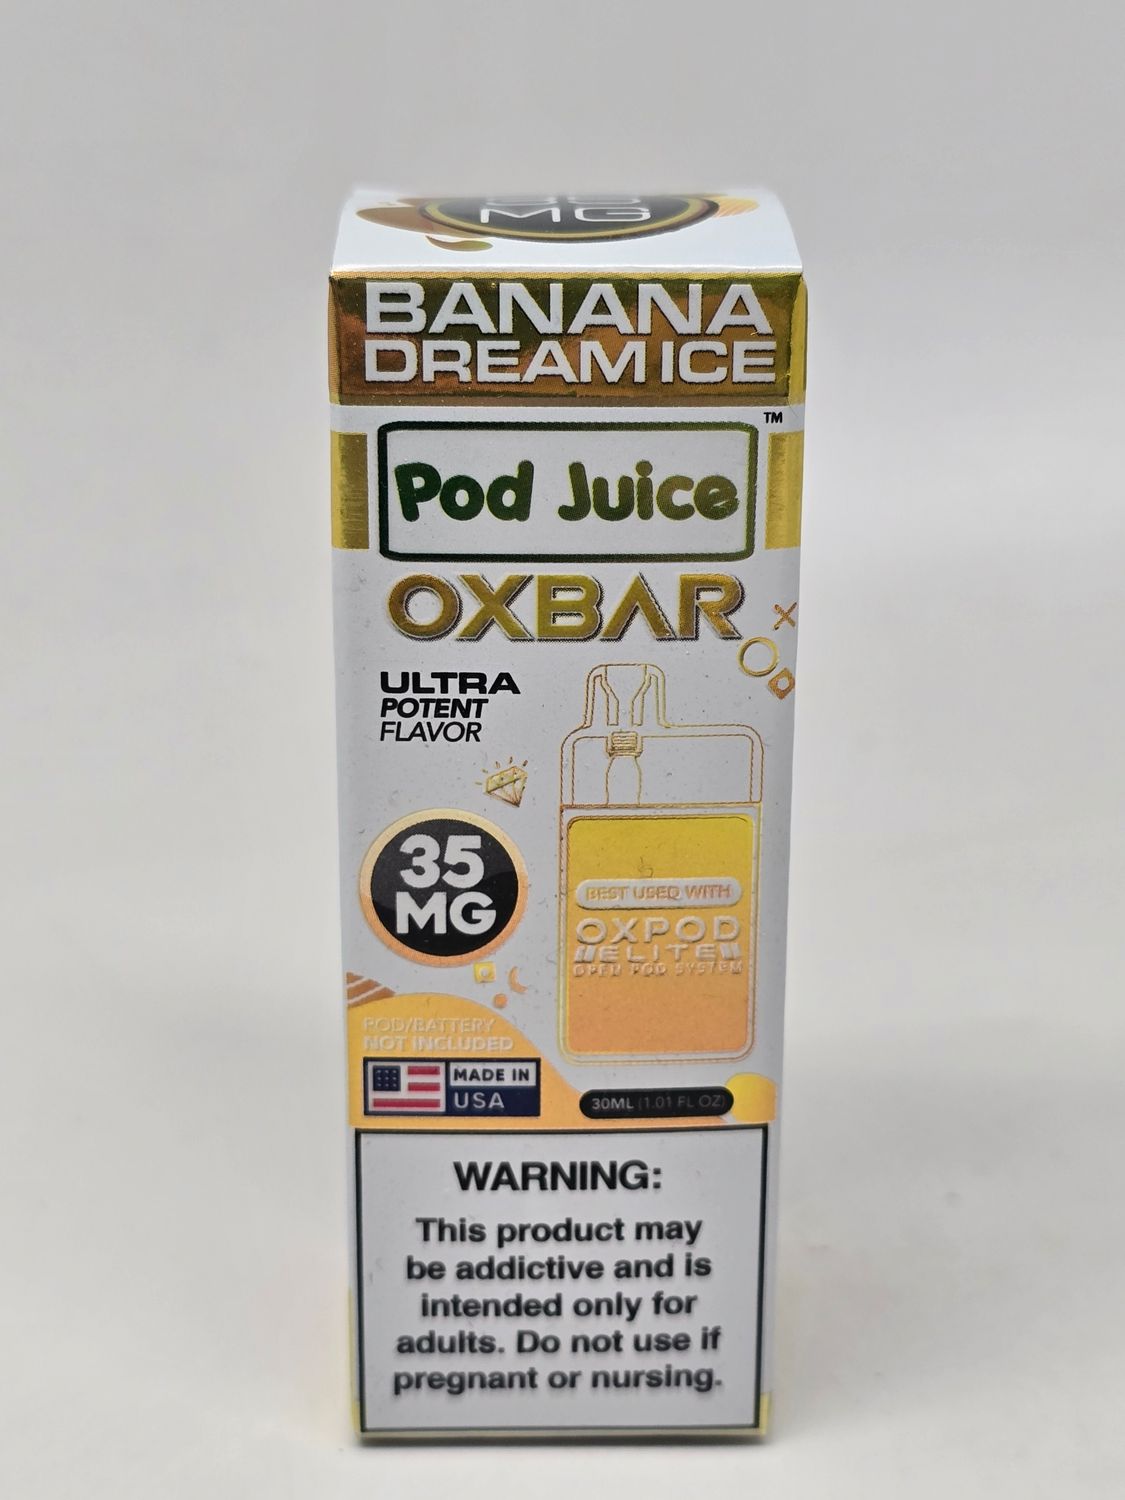 MG
BANANA
DREAM ICE
TM
Pod Juice
OXBAR
ULTRA
POTENT
FLAVOR
35
MG
BEST USED WITH
OXPOD
ELITE
OPEN POD SYSTEM
POD/BATTERY
NOT INCLUDED
MADE IN
USA
30ML (1.01 FL OZ)
WARNING:
This product may
be addictive and is
intended only for
adults. Do not use if
pregnant or nursing.